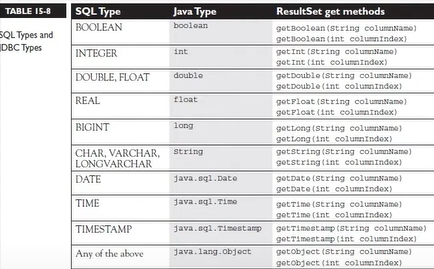 TABLE 15-8
SQL Types and
JDBC Types
SQL Type Java Type ResultSet get methods
BOOLEAN boolean getBoolean(String columnName)
getBoolean(int columnIndex)
INTEGER int getInt(String columnName)
getInt(int columnIndex)
DOUBLE, FLOAT double getDouble(String columnName)
getDouble(int columnIndex)
REAL float getFloat(String columnName)
getFloat(int columnIndex)
BIGINT long getLong(String columnName)
getLong(int columnIndex)
CHAR, VARCHAR, String getString(String columnName)
LONGVARCHAR getString(int columnIndex)
DATE java.sql.Date getDate(String columnName)
getDate(int columnIndex)
TIME java.sql.Time getTime(String columnName)
getTime(int columnIndex)
TIMESTAMP java.sql.Timestamp getTimestamp(String columnName)
getTimestamp(int columnIndex)
Any of the above java.lang.Object getObject(String columnName)
getObject(int columnIndex)